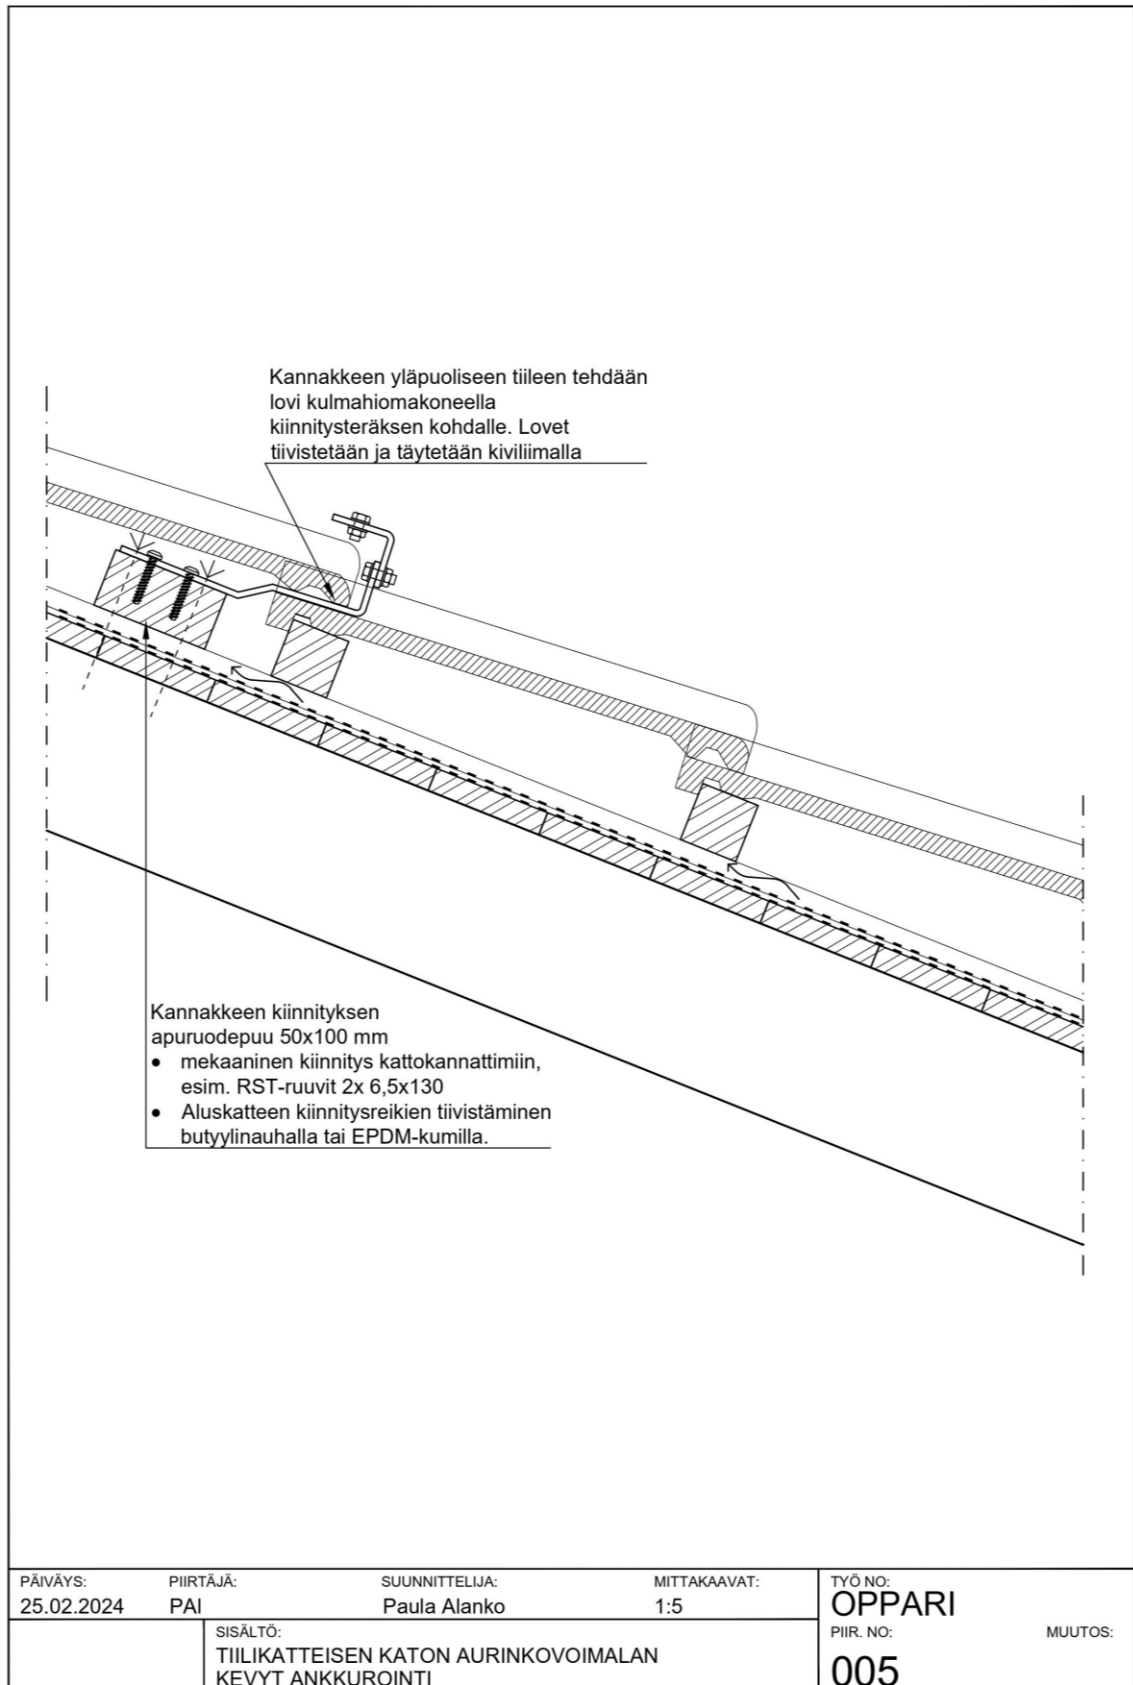 Kannakkeen yläpuoliseen tiileen tehdään
lovi kulmahiomakoneella
kiinnitysteräksen kohdalle. Lovet
tiivistetään ja täytetään kiviliimalla
Kannakkeen kiinnityksen
apuruodepuu 50x100 mm
• mekaaninen kiinnitys kattokannattimiin,
esim. RST-ruuvit 2x 6,5x130
• Aluskatteen kiinnitysreikien tiivistäminen
butyylinauhalla tai EPDM-kumilla.
PÄIVÄYS: PIIRTÄJÄ: SUUNNITTELIJA: MITTAKAAVAT: TYÖ NO:
25.02.2024 PAI Paula Alanko 1:5 OPPARI
SISÄLTÖ: PIIR. NO: MUUTOS:
TIILIKATTEISEN KATON AURINKOVOIMALAN
KEVYT ANKKUROINTI
005